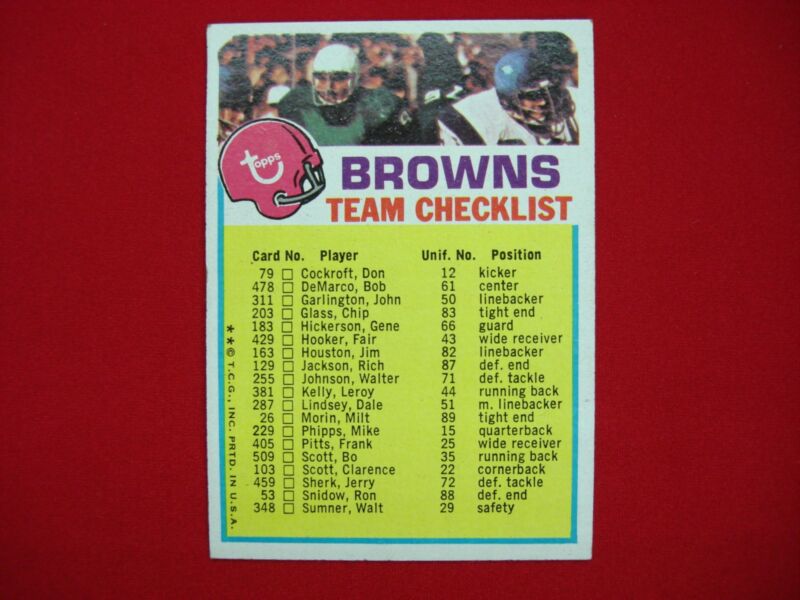 topps
BROWNS
TEAM CHECKLIST
Card No. Player Unif. No. Position
79 Cockroft, Don 12 kicker
478 DeMarco, Bob 61 center
311 Garlington, John 50 linebacker
203 Glass, Chip 83 tight end
183 Hickerson, Gene 66 guard
429 Hooker, Fair 43 wide receiver
163 Houston, Jim 82 linebacker
129 Jackson, Rich 87 def. end
255 Johnson, Walter 71 def. tackle
381 Kelly, Leroy 44 running back
287 Lindsey, Dale 51 m. linebacker
26 Morin, Milt 89 tight end
229 Phipps, Mike 15 quarterback
405 Pitts, Frank 25 wide receiver
509 Scott, Bo 35 running back
103 Scott, Clarence 22 cornerback
459 Sherk, Jerry 72 def. tackle
53 Snidow, Ron 88 def. end
348 Sumner, Walt 29 safety
** © T.C.G., INC. PRTD. IN U.S.A.